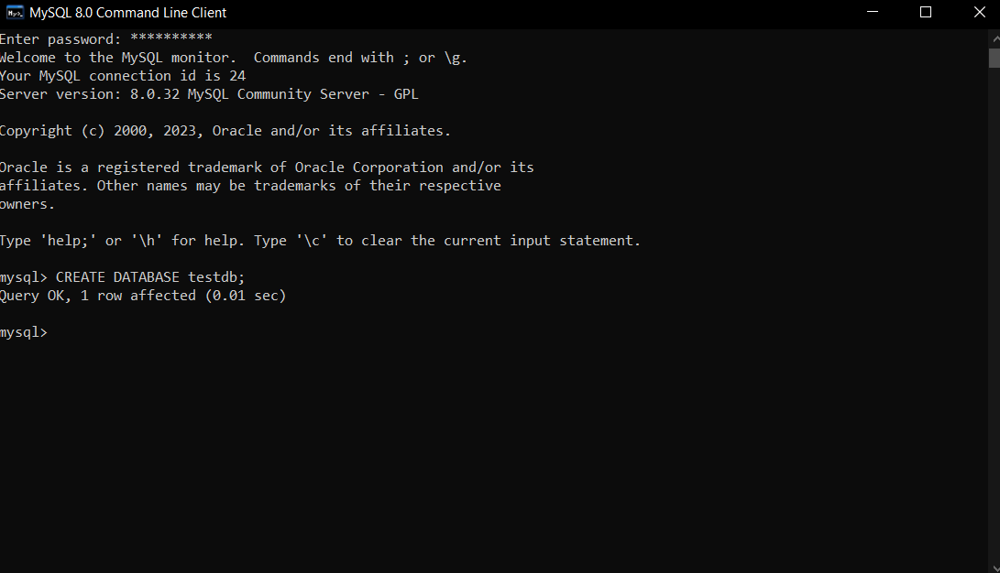 MySQL 8.0 Command Line Client
Enter password: **********
Welcome to the MySQL monitor.  Commands end with ; or \g.
Your MySQL connection id is 24
Server version: 8.0.32 MySQL Community Server - GPL
Copyright (c) 2000, 2023, Oracle and/or its affiliates.
Oracle is a registered trademark of Oracle Corporation and/or its
affiliates. Other names may be trademarks of their respective
owners.
Type 'help;' or '\h' for help. Type '\c' to clear the current input statement.
mysql> CREATE DATABASE testdb;
Query OK, 1 row affected (0.01 sec)
mysql>